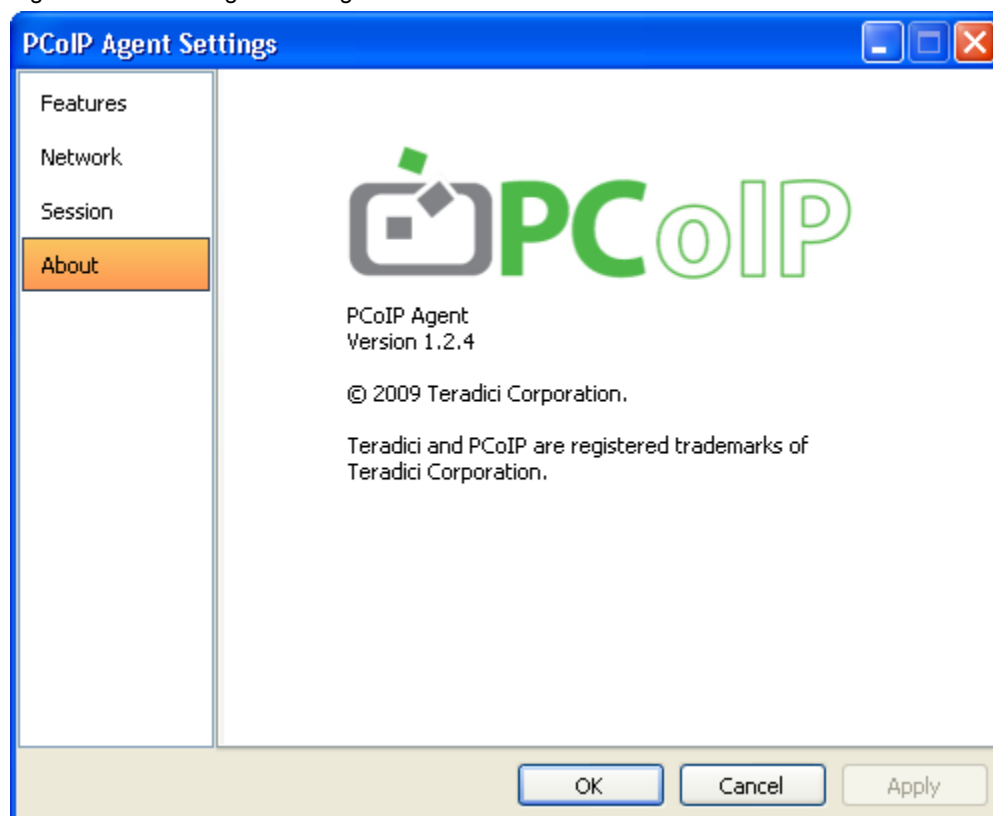 PCoIP Agent Settings
Features
Network
Session
About
PCoIP
PCoIP Agent
Version 1.2.4
© 2009 Teradici Corporation.
Teradici and PCoIP are registered trademarks of
Teradici Corporation.
OK
Cancel
Apply